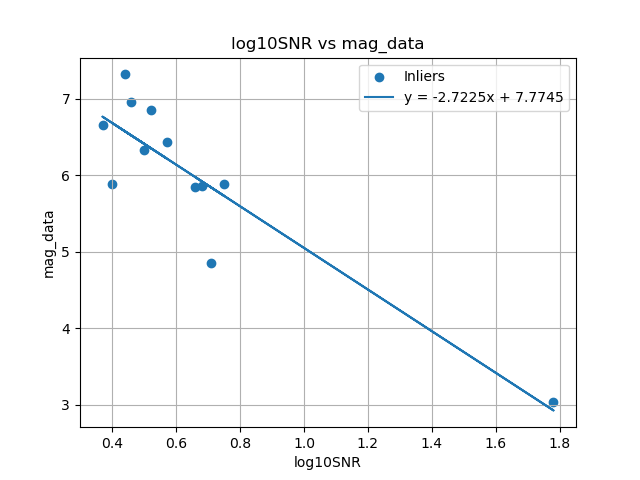 log10SNR vs mag_data
Inliers
y = -2.7225x + 7.7745
7
6
5
4
3
mag_data
0.4 0.6 0.8 1.0 1.2 1.4 1.6 1.8
log10SNR